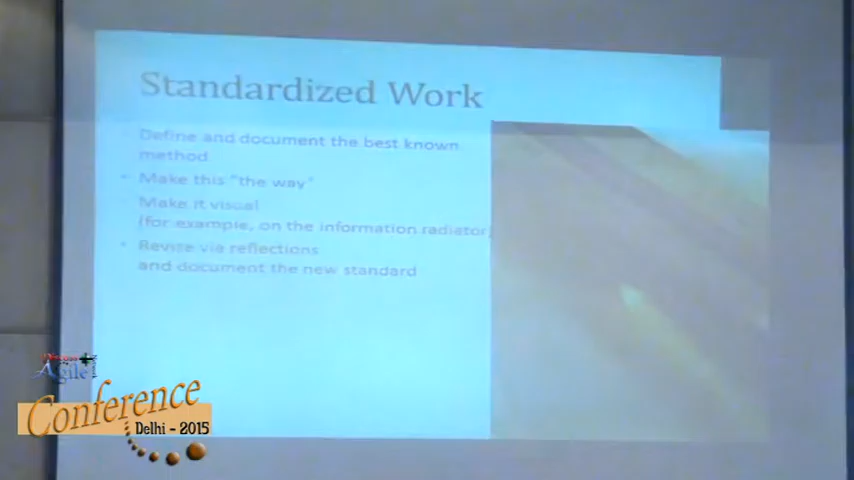 Standardized Work
Define and document the best known
method
• Make this "the way"
Make it visual
(for example, on the information radiator)
• Revise via reflections
and document the new standard
Discuss
Agile
Conference
Delhi - 2015